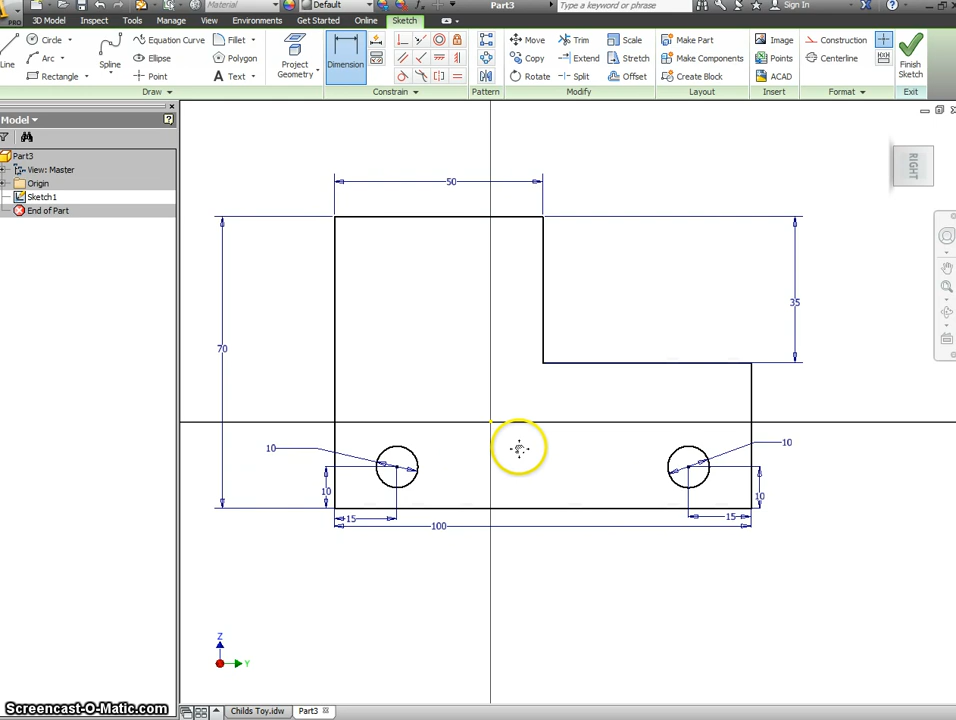 PRO
Material
Default
Part3
Type a keyword or phrase
Sign In
3D Model
Inspect
Tools
Manage
View
Environments
Get Started
Online
Sketch
Line
Circle
Arc
Rectangle
Spline
Equation Curve
Ellipse
Point
Fillet
Polygon
Text
Project
Geometry
Dimension
Move
Copy
Rotate
Trim
Extend
Split
Scale
Stretch
Offset
Make Part
Make Components
Create Block
Image
Points
ACAD
Construction
Centerline
Finish
Sketch
Draw
Constrain
Pattern
Modify
Layout
Insert
Format
Exit
Model
Part3
View: Master
Origin
Sketch1
End of Part
RIGHT
50
35
70
10
10
10
10
15
15
100
Z
Y
Screencast-O-Matic.com
Childs Toy.idw
Part3